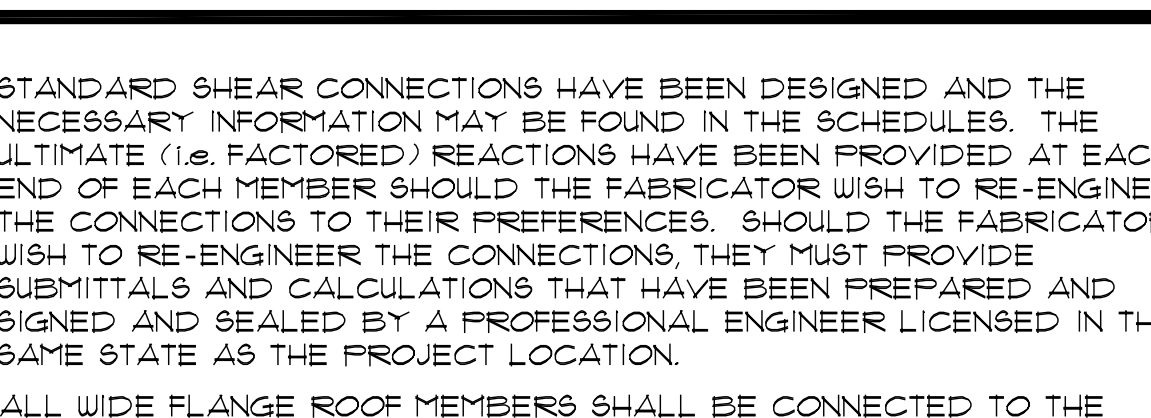 STANDARD SHEAR CONNECTIONS HAVE BEEN DESIGNED AND THE
NECESSARY INFORMATION MAY BE FOUND IN THE SCHEDULES. THE
ULTIMATE (i.e. FACTORED) REACTIONS HAVE BEEN PROVIDED AT EAC
END OF EACH MEMBER SHOULD THE FABRICATOR WISH TO RE-ENGINE
THE CONNECTIONS TO THEIR PREFERENCES. SHOULD THE FABRICATOR
WISH TO RE-ENGINEER THE CONNECTIONS, THEY MUST PROVIDE
SUBMITTALS AND CALCULATIONS THAT HAVE BEEN PREPARED AND
SIGNED AND SEALED BY A PROFESSIONAL ENGINEER LICENSED IN TH
SAME STATE AS THE PROJECT LOCATION.
ALL WIDE FLANGE ROOF MEMBERS SHALL BE CONNECTED TO THE